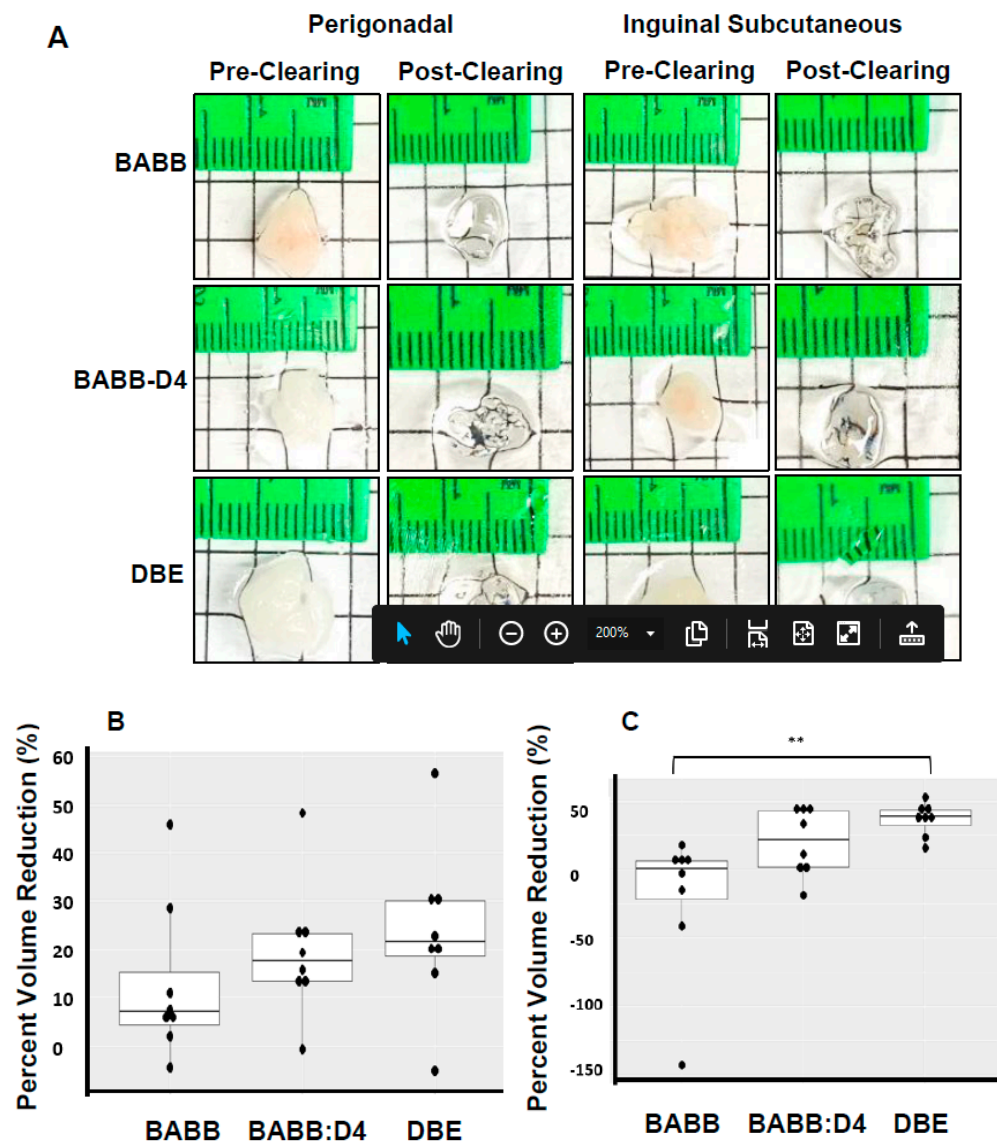 A
Perigonadal
Inguinal Subcutaneous
Pre-Clearing
Post-Clearing
Pre-Clearing
Post-Clearing
BABB
BABB-D4
DBE
200%
B
Percent Volume Reduction (%)
60
50
40
30
20
10
0
BABB
BABB:D4
DBE
C
**
Percent Volume Reduction (%)
50
0
-50
-100
-150
BABB
BABB:D4
DBE